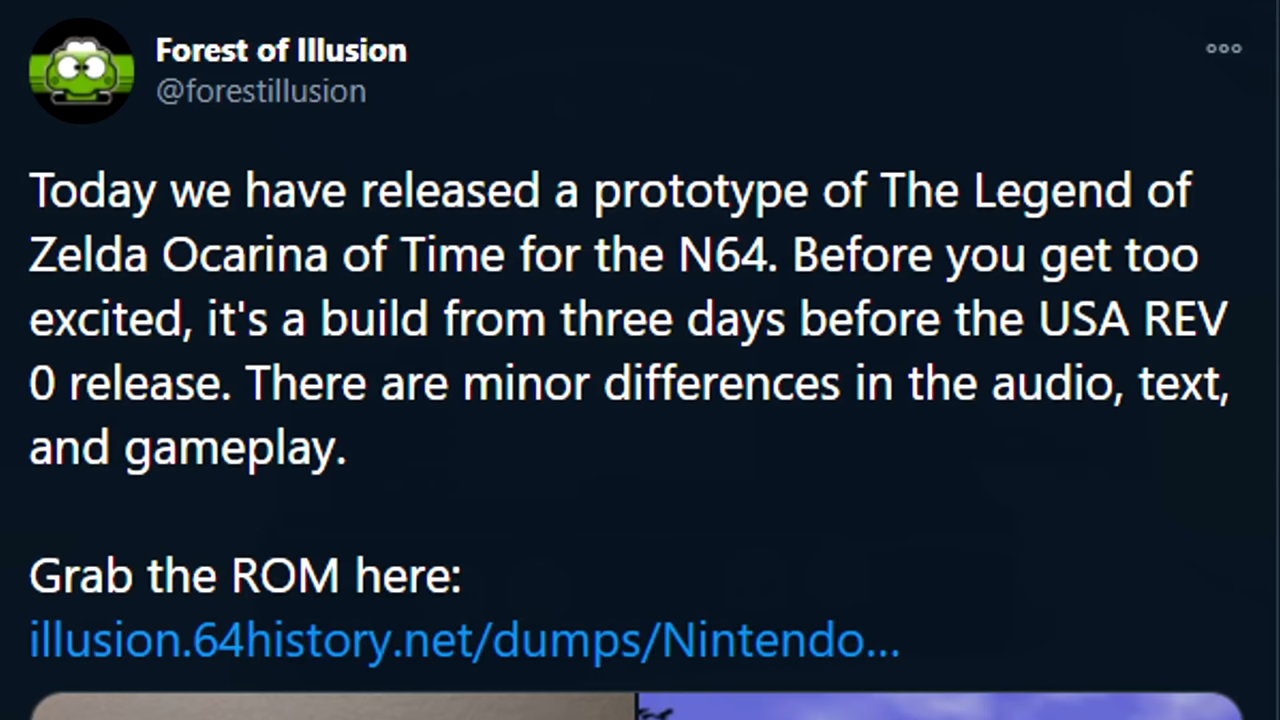 Forest of Illusion
@forestillusion
Today we have released a prototype of The Legend of
Zelda Ocarina of Time for the N64. Before you get too
excited, it's a build from three days before the USA REV
0 release. There are minor differences in the audio, text,
and gameplay.
Grab the ROM here:
illusion.64history.net/dumps/Nintendo...